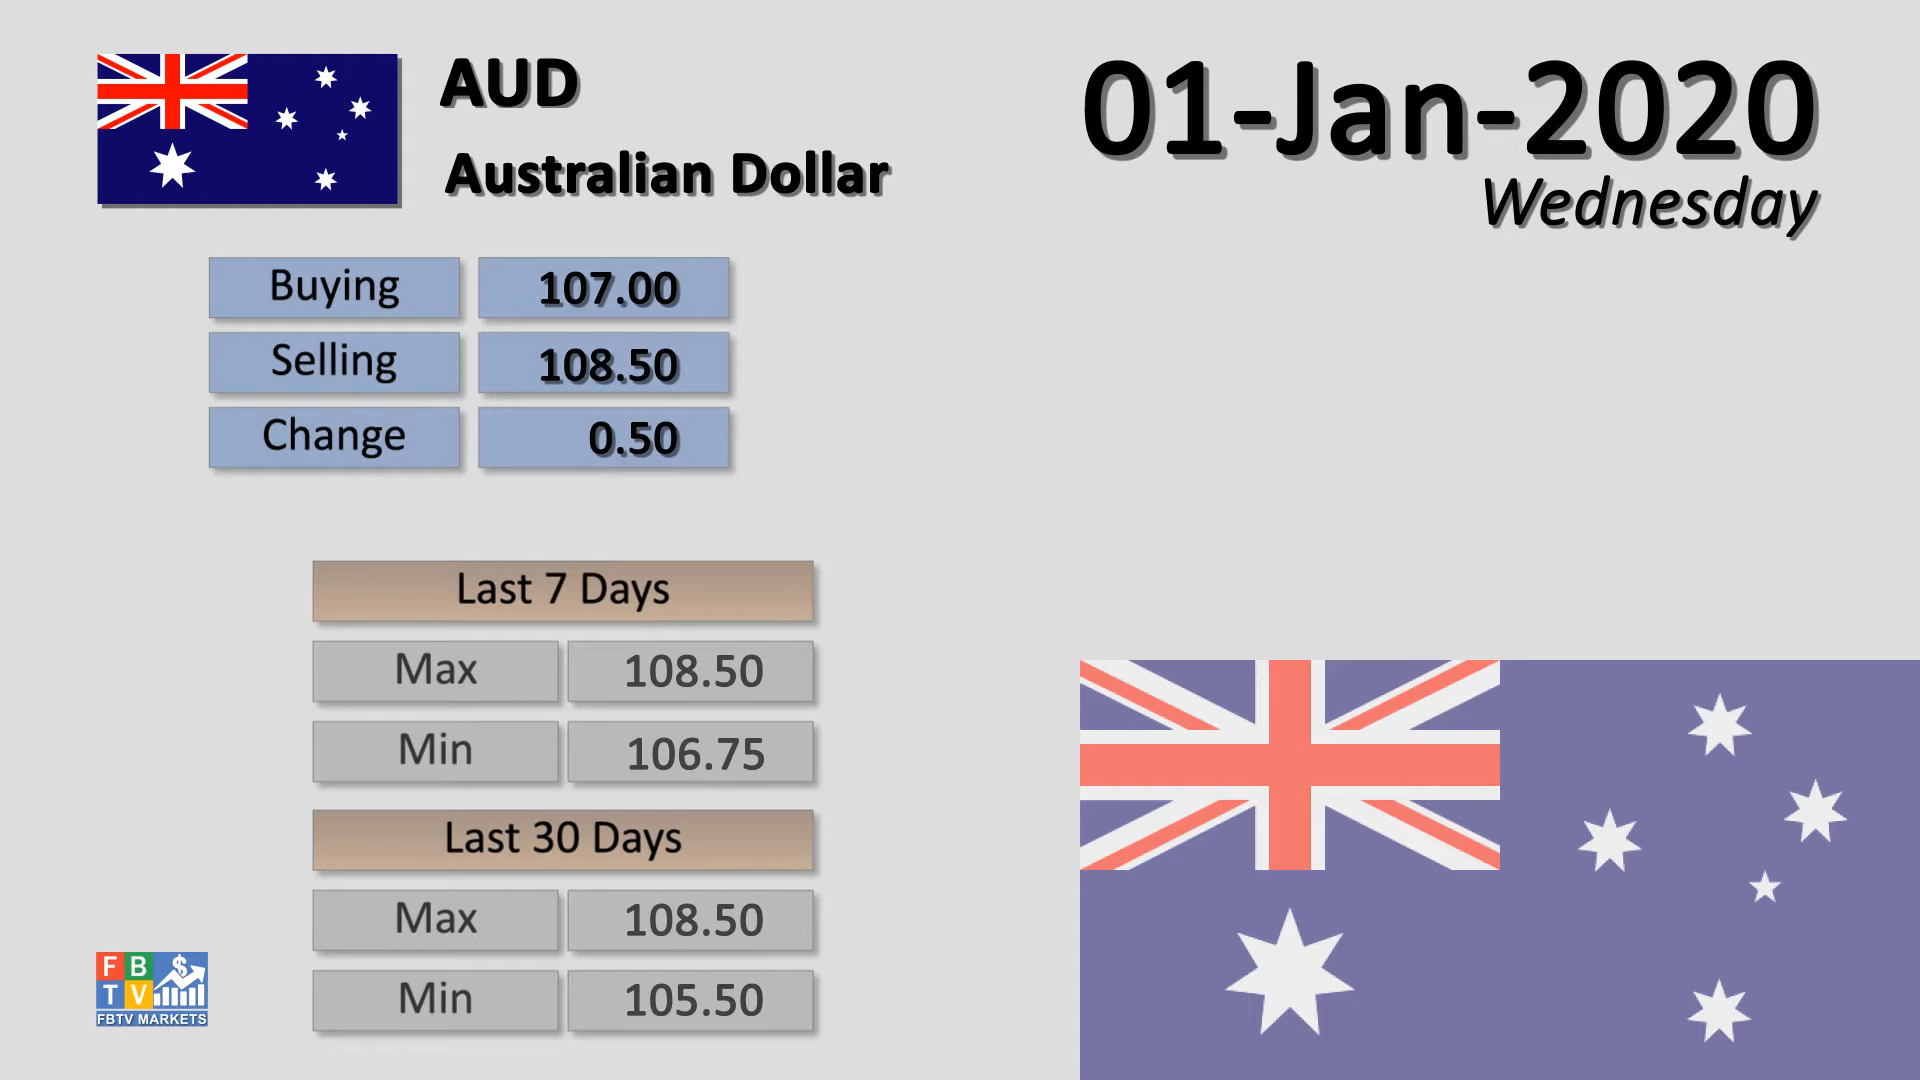 AUD
Australian Dollar
01-Jan-2020
Wednesday
Buying 107.00
Selling 108.50
Change 0.50
Last 7 Days
Max 108.50
Min 106.75
Last 30 Days
Max 108.50
Min 105.50
F B $
T V
FBTV MARKETS